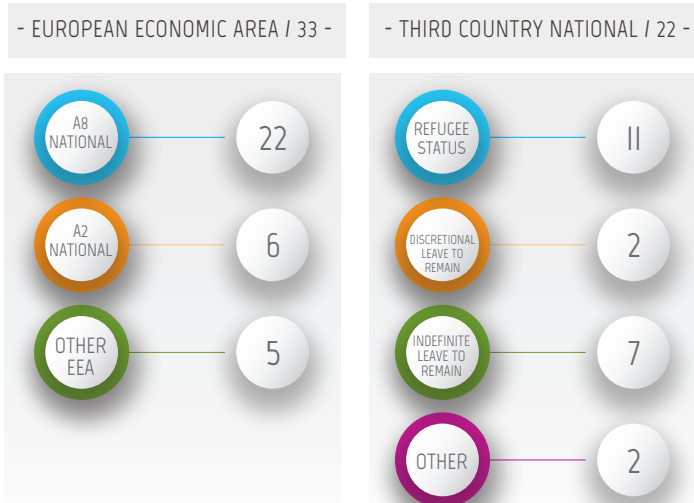 - EUROPEAN ECONOMIC AREA / 33 -
A8
NATIONAL
22
A2
NATIONAL
6
OTHER
EEA
5
- THIRD COUNTRY NATIONAL / 22 -
REFUGEE
STATUS
11
DISCRETIONAL
LEAVE TO
REMAIN
2
INDEFINITE
LEAVE TO
REMAIN
7
OTHER
2